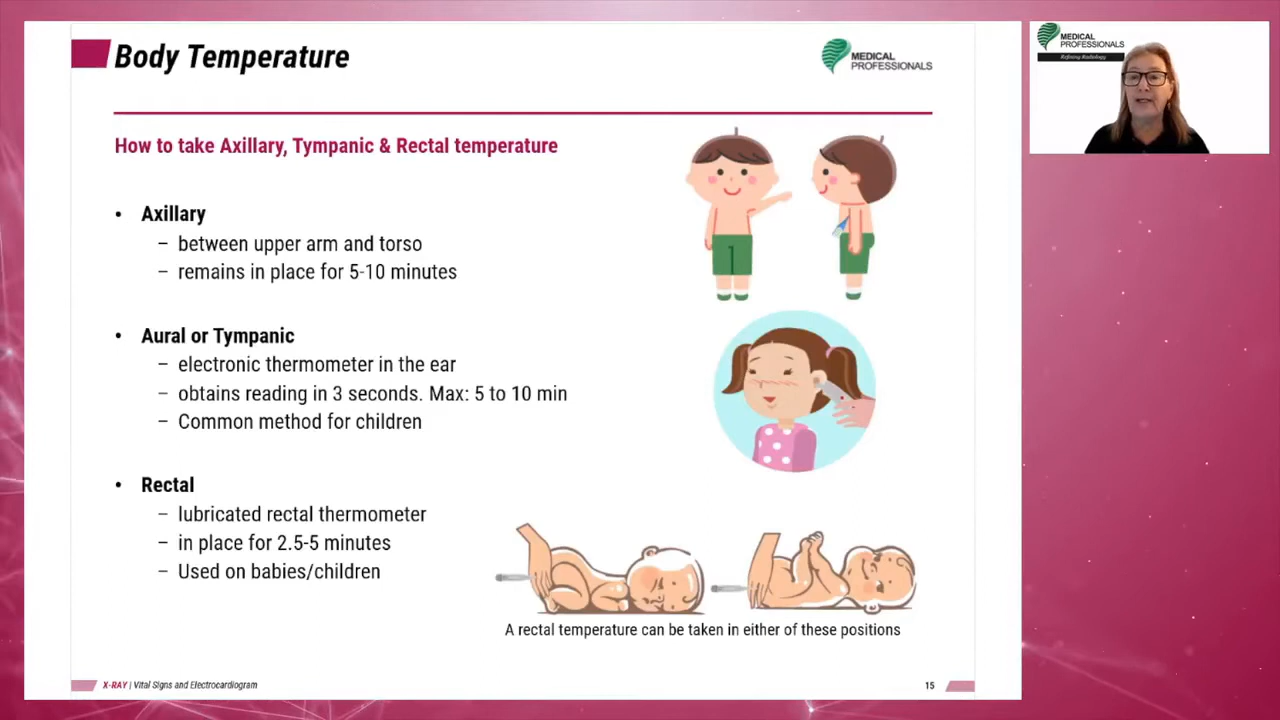 Body Temperature
MEDICAL
PROFESSIONALS
How to take Axillary, Tympanic & Rectal temperature
• Axillary
– between upper arm and torso
– remains in place for 5-10 minutes
• Aural or Tympanic
– electronic thermometer in the ear
– obtains reading in 3 seconds. Max: 5 to 10 min
– Common method for children
• Rectal
– lubricated rectal thermometer
– in place for 2.5-5 minutes
– Used on babies/children
A rectal temperature can be taken in either of these positions
X-RAY | Vital Signs and Electrocardiogram
15
MEDICAL
PROFESSIONALS
Refining Radiology